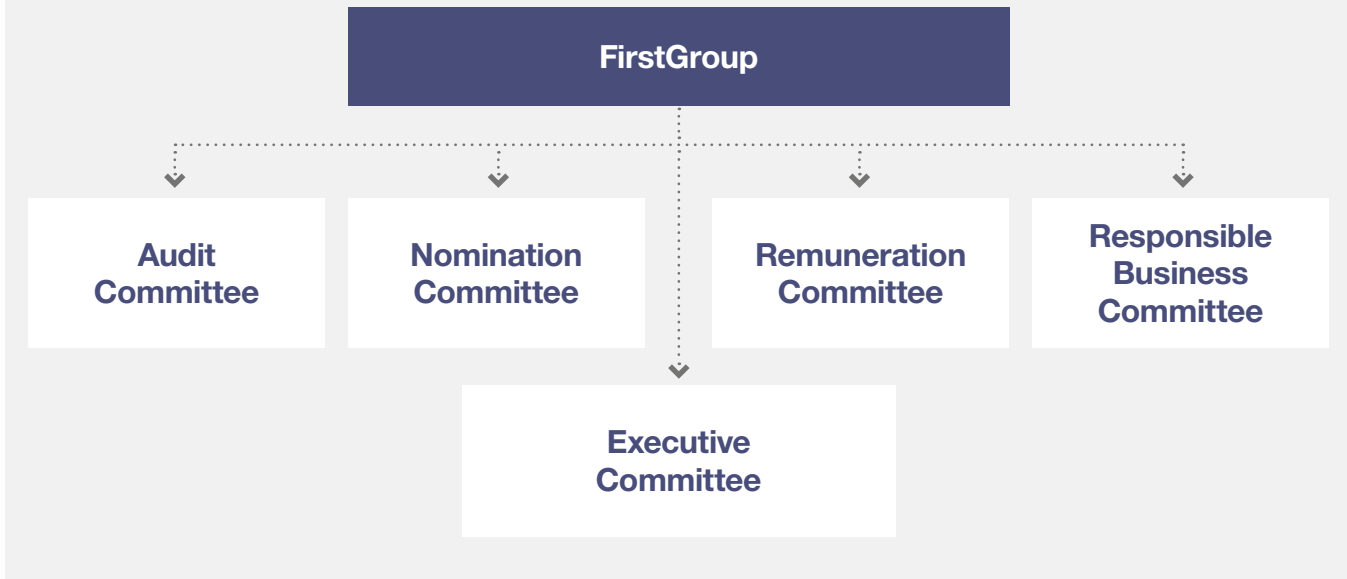 FirstGroup
Audit
Committee
Nomination
Committee
Remuneration
Committee
Responsible
Business
Committee
Executive
Committee